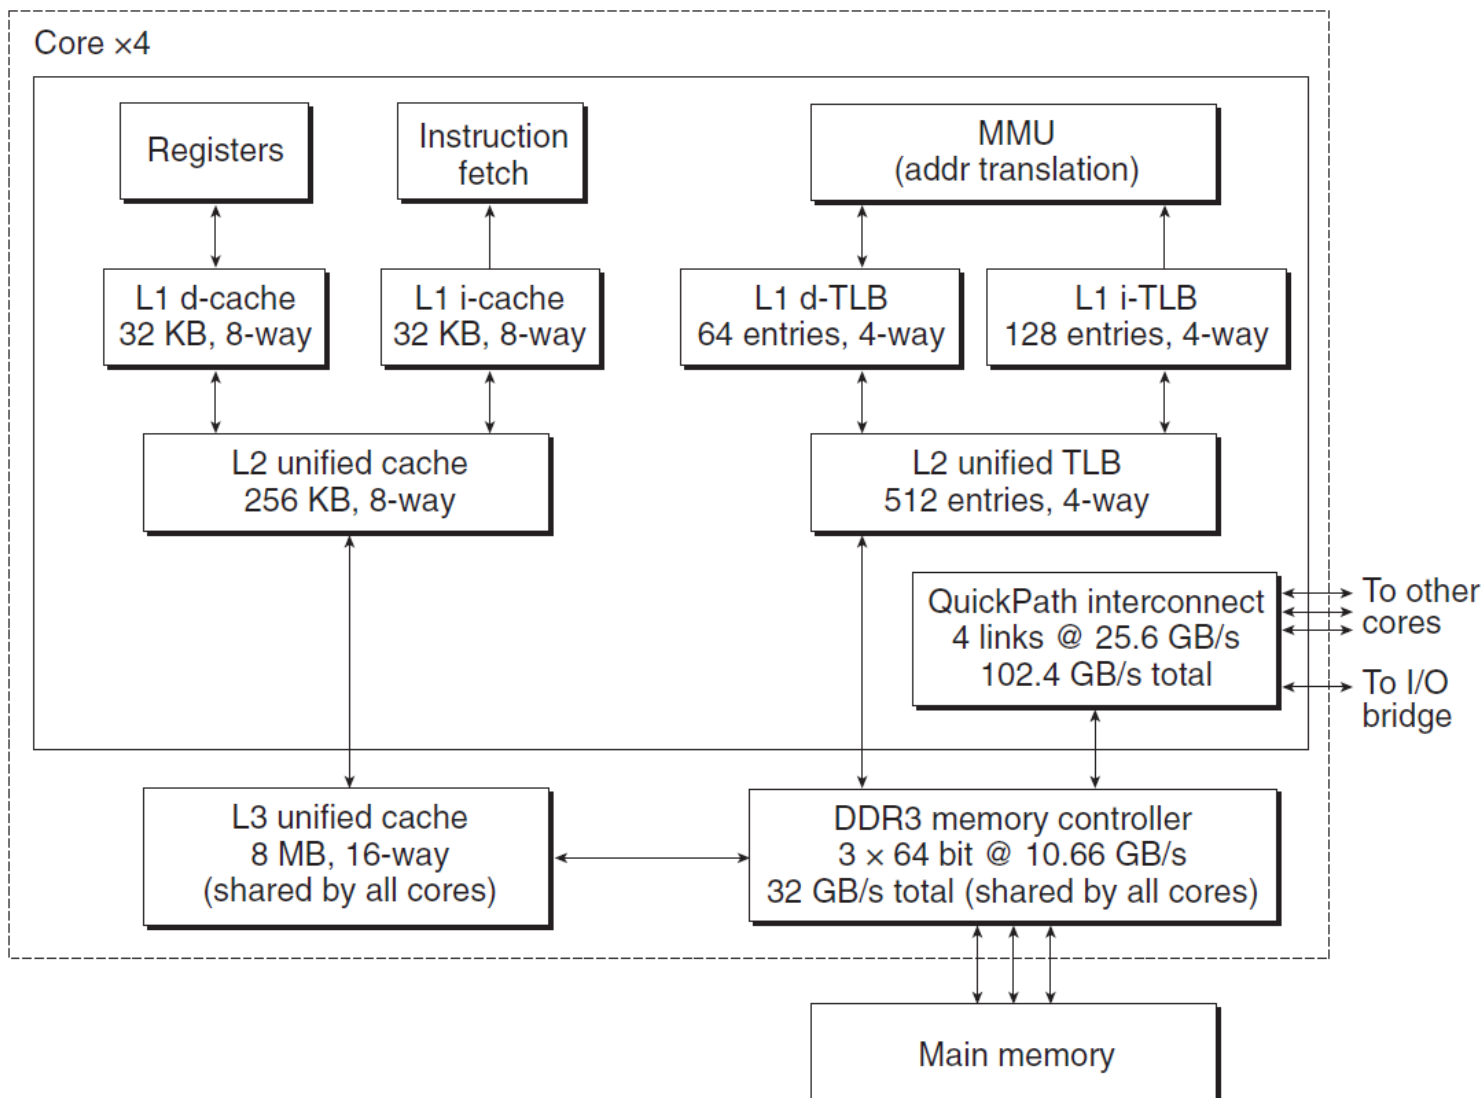 Core ×4
Registers
Instruction
fetch
MMU
(addr translation)
L1 d-cache
32 KB, 8-way
L1 i-cache
32 KB, 8-way
L1 d-TLB
64 entries, 4-way
L1 i-TLB
128 entries, 4-way
L2 unified cache
256 KB, 8-way
L2 unified TLB
512 entries, 4-way
QuickPath interconnect
4 links @ 25.6 GB/s
102.4 GB/s total
To other
cores
To I/O
bridge
L3 unified cache
8 MB, 16-way
(shared by all cores)
DDR3 memory controller
3 × 64 bit @ 10.66 GB/s
32 GB/s total (shared by all cores)
Main memory